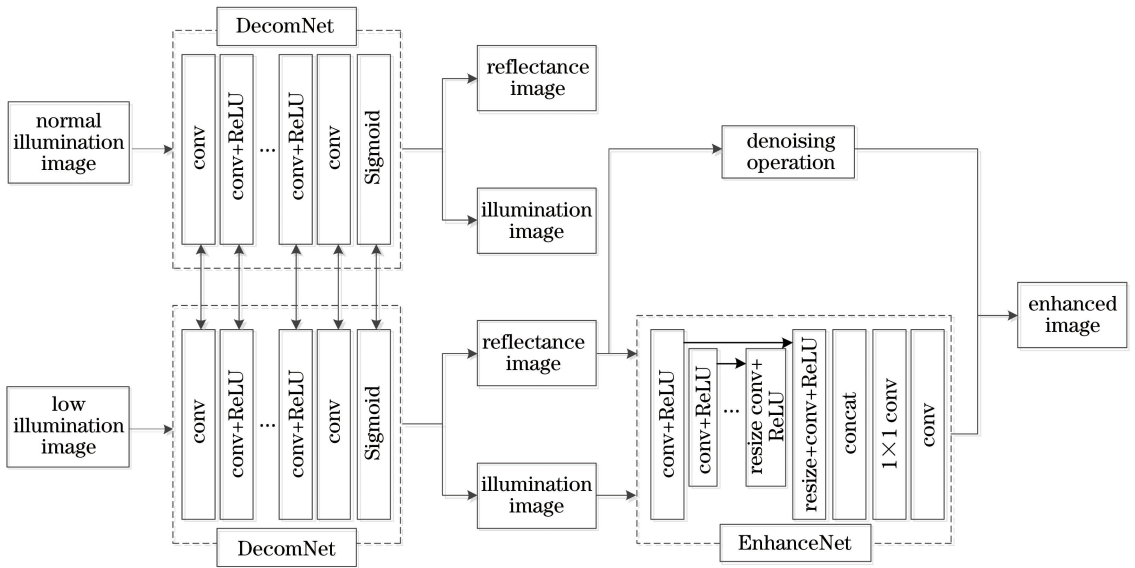 DecomNet
normal
illumination
image
conv
conv+ReLU
...
conv+ReLU
conv
Sigmoid
reflectance
image
illumination
image
denoising
operation
enhanced
image
low
illumination
image
conv
conv+ReLU
...
conv+ReLU
conv
Sigmoid
DecomNet
reflectance
image
illumination
image
conv+ReLU
conv+ReLU
...
resize conv+
ReLU
resize+conv+ReLU
concat
1×1 conv
conv
EnhanceNet